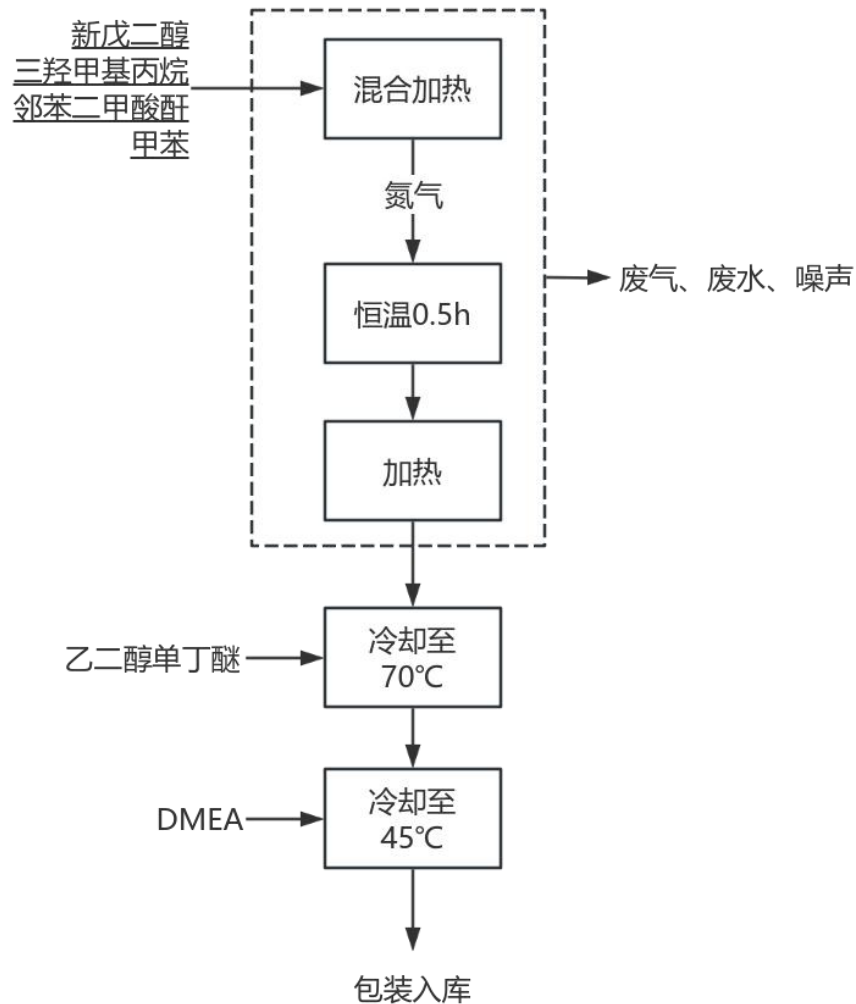 新戊二醇
三羟甲基丙烷
邻苯二甲酸酐
甲苯
混合加热
氮气
恒温0.5h
废气、废水、噪声
加热
乙二醇单丁醚
冷却至
70℃
DMEA
冷却至
45℃
包装入库